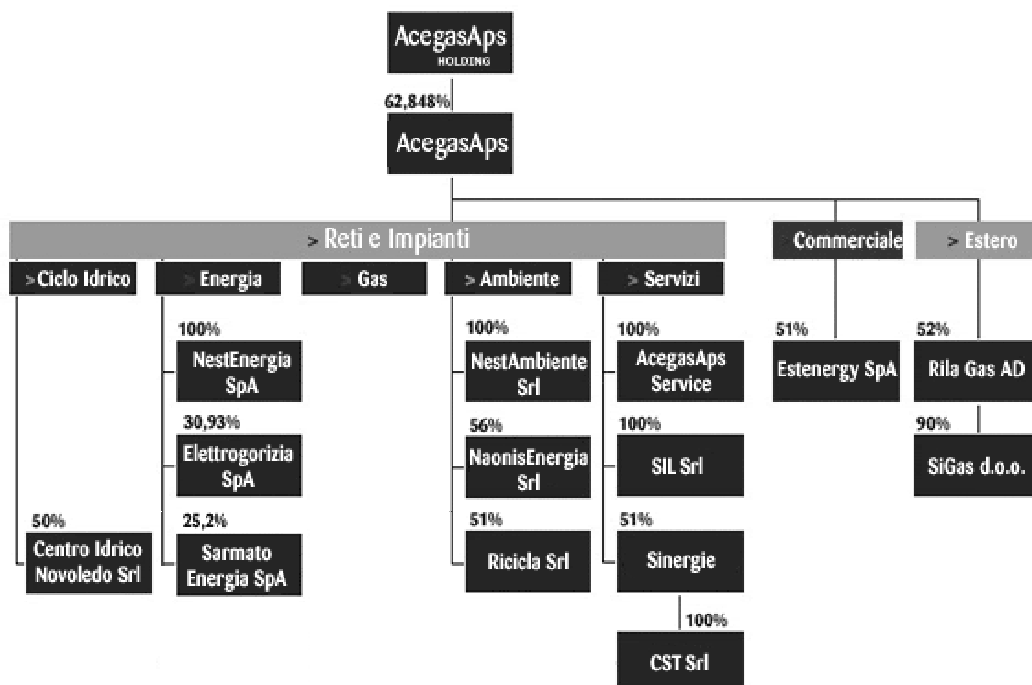 AcegasAps
HOLDING
62,848%
AcegasAps
> Reti e Impianti
> Commerciale
> Estero
> Ciclo Idrico
> Energia
> Gas
> Ambiente
> Servizi
100%
NestEnergia
SpA
30,93%
Elettrogorizia
SpA
50%
Centro Idrico
Novoledo Srl
25,2%
Sarmato
Energia SpA
100%
NestAmbiente
Srl
56%
NaonisEnergia
Srl
51%
Ricicla Srl
100%
AcegasAps
Service
100%
SIL Srl
51%
Sinergie
100%
CST Srl
51%
Estenergy SpA
52%
Rila Gas AD
90%
SiGas d.o.o.